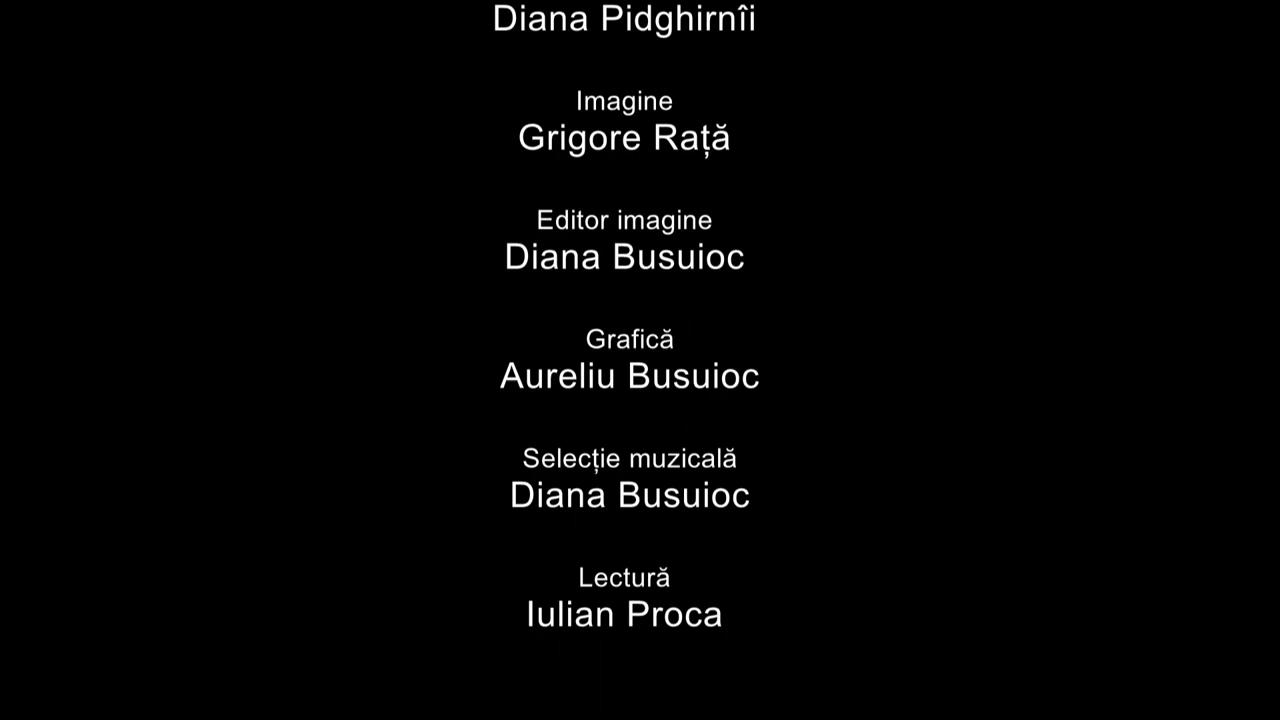 Diana Pidghirnîi
Imagine
Grigore Rață
Editor imagine
Diana Busuioc
Grafică
Aureliu Busuioc
Selecție muzicală
Diana Busuioc
Lectură
Iulian Proca